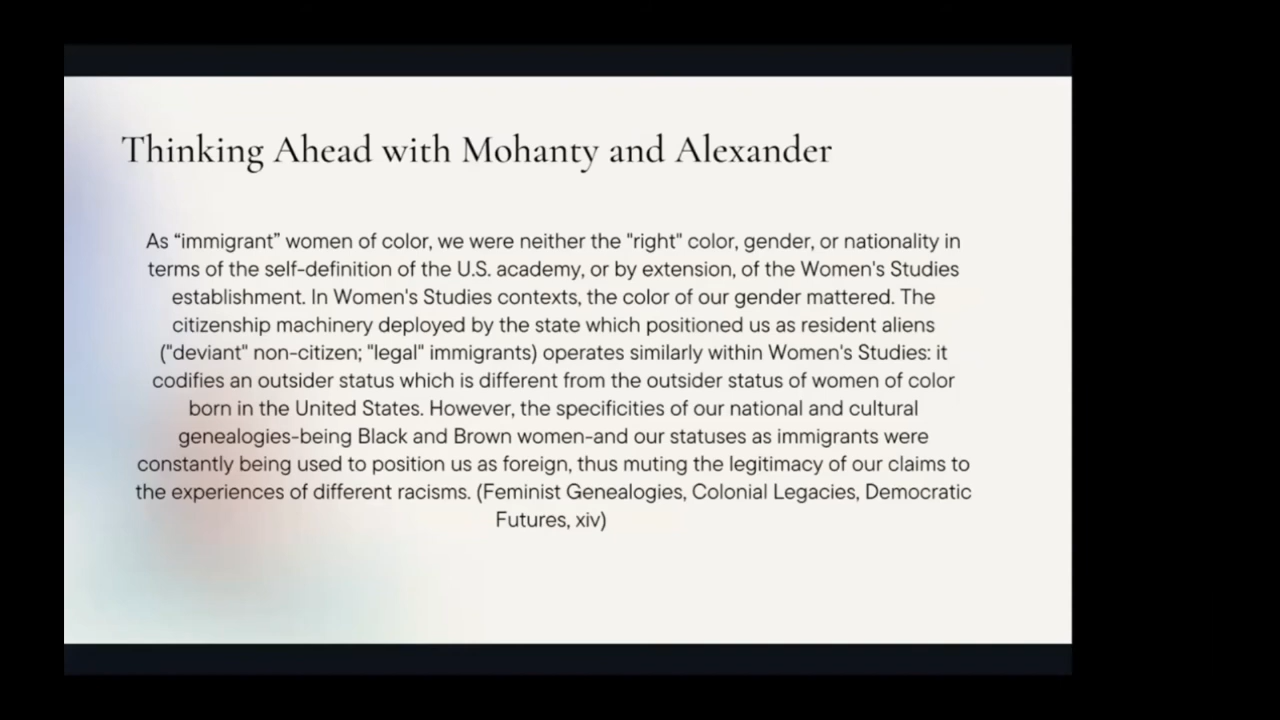 Thinking Ahead with Mohanty and Alexander
As “immigrant” women of color, we were neither the "right" color, gender, or nationality in
terms of the self-definition of the U.S. academy, or by extension, of the Women's Studies
establishment. In Women's Studies contexts, the color of our gender mattered. The
citizenship machinery deployed by the state which positioned us as resident aliens
("deviant" non-citizen; "legal" immigrants) operates similarly within Women's Studies: it
codifies an outsider status which is different from the outsider status of women of color
born in the United States. However, the specificities of our national and cultural
genealogies-being Black and Brown women-and our statuses as immigrants were
constantly being used to position us as foreign, thus muting the legitimacy of our claims to
the experiences of different racisms. (Feminist Genealogies, Colonial Legacies, Democratic
Futures, xiv)